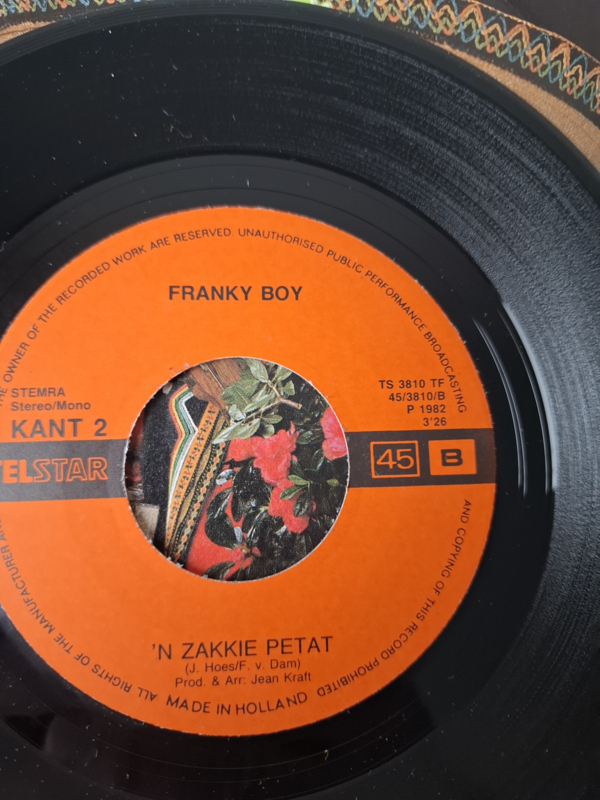 THE OWNER OF THE RECORDED WORK ARE RESERVED. UNAUTHORISED PUBLIC PERFORMANCE BROADCASTING
FRANKY BOY
STEMRA
Stereo/Mono
KANT 2
TELSTAR
TS 3810 TF
45/3810/B
P 1982
3'26
45 B
'N ZAKKIE PETAT
(J. Hoes/F. v. Dam)
Prod. & Arr: Jean Kraft
AND COPYING OF THIS RECORD PROHIBITED
MADE IN HOLLAND
ALL RIGHTS OF THE MANUFACTURER